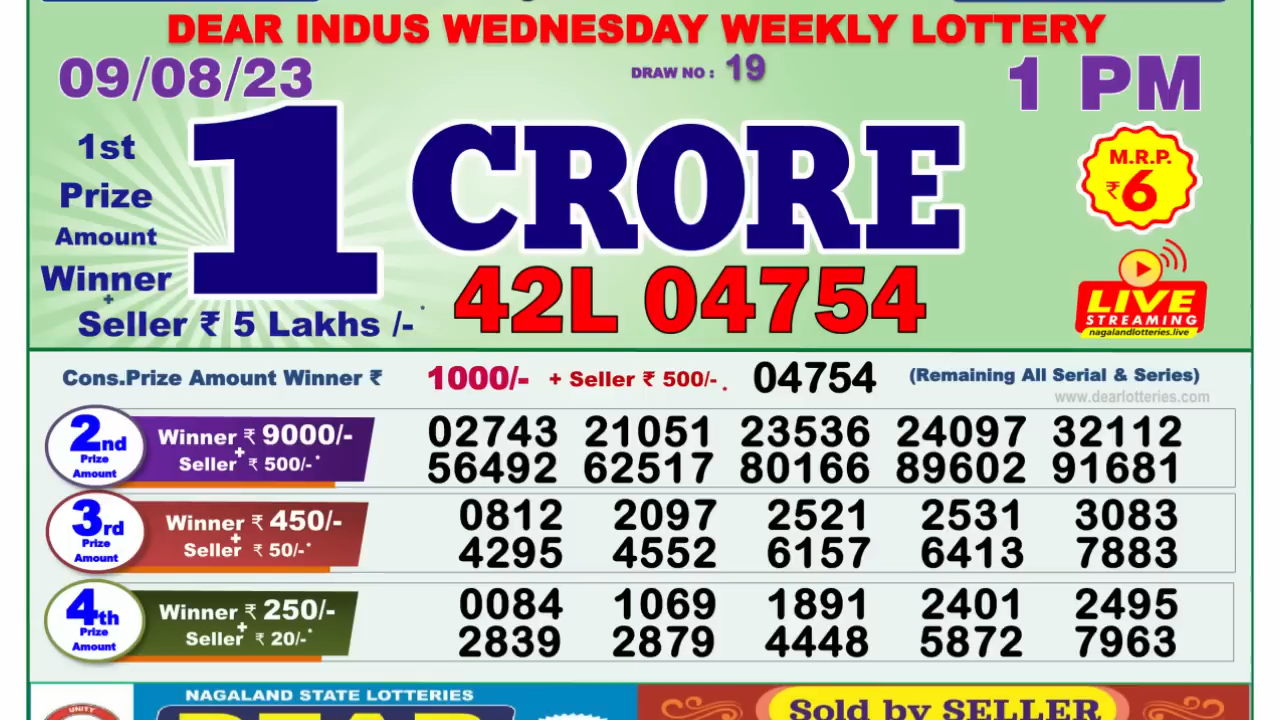 DEAR INDUS WEDNESDAY WEEKLY LOTTERY
09/08/23
DRAW NO : 19
1 PM
1st
Prize
Amount
Winner
+
Seller ₹ 5 Lakhs /- *
1 CRORE
42L 04754
M.R.P.
₹6
LIVE
STREAMING
nagalandlotteries.live
Cons.Prize Amount Winner ₹ 1000/- + Seller ₹ 500/- . 04754 (Remaining All Serial & Series)
www.dearlotteries.com
2nd
Prize
Amount
Winner ₹ 9000/-
+
Seller ₹ 500/-*
02743 21051 23536 24097 32112
56492 62517 80166 89602 91681
3rd
Prize
Amount
Winner ₹ 450/-
+
Seller ₹ 50/-*
0812 2097 2521 2531 3083
4295 4552 6157 6413 7883
4th
Prize
Amount
Winner ₹ 250/-
+
Seller ₹ 20/-*
0084 1069 1891 2401 2495
2839 2879 4448 5872 7963
UNITY
NAGALAND STATE LOTTERIES
DEAR
Sold by SELLER